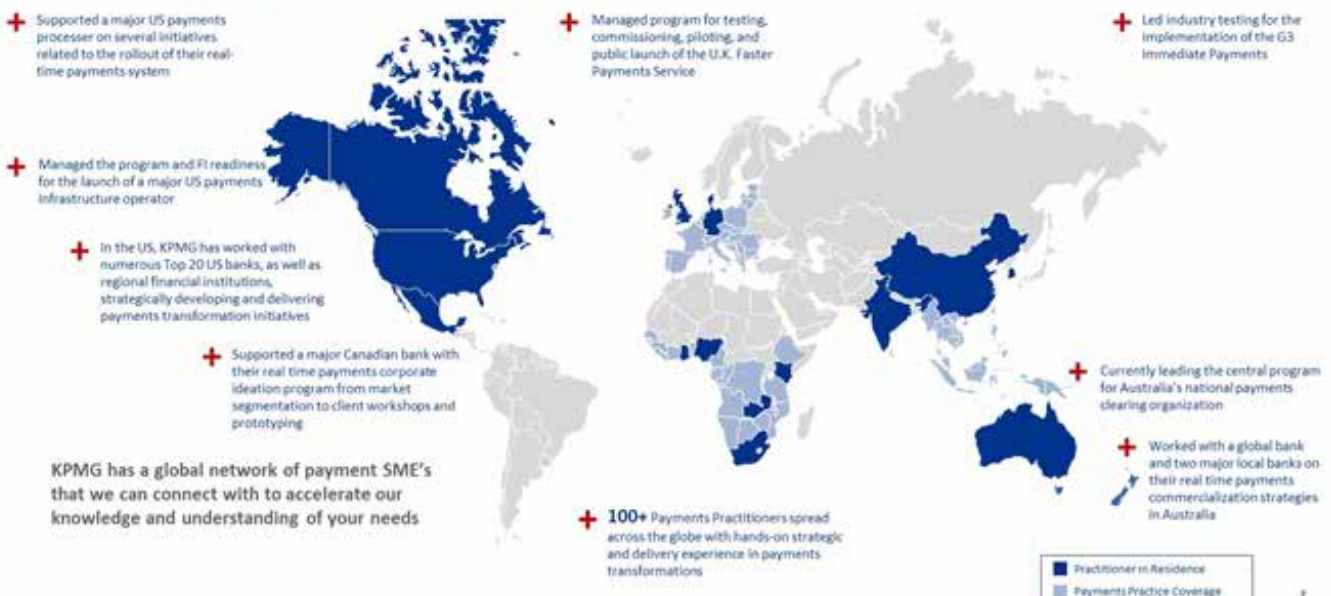 Supported a major US payments
processer on several initiatives
related to the rollout of their real-
time payments system
Managed program for testing,
commissioning, piloting, and
public launch of the U.K. Faster
Payments Service
Led industry testing for the
implementation of the G3
Immediate Payments
Managed the program and FI readiness
for the launch of a major US payments
infrastructure operator
In the US, KPMG has worked with
numerous Top 20 US banks, as well as
regional financial institutions,
strategically developing and delivering
payments transformation initiatives
Supported a major Canadian bank with
their real time payments corporate
ideation program from market
segmentation to client workshops and
prototyping
Currently leading the central program
for Australia's national payments
clearing organization
Worked with a global bank
and two major local banks on
their real time payments
commercialization strategies
in Australia
KPMG has a global network of payment SME's
that we can connect with to accelerate our
knowledge and understanding of your needs
100+ Payments Practitioners spread
across the globe with hands-on strategic
and delivery experience in payments
transformations
Practitioner in Residence
Payments Practice Coverage